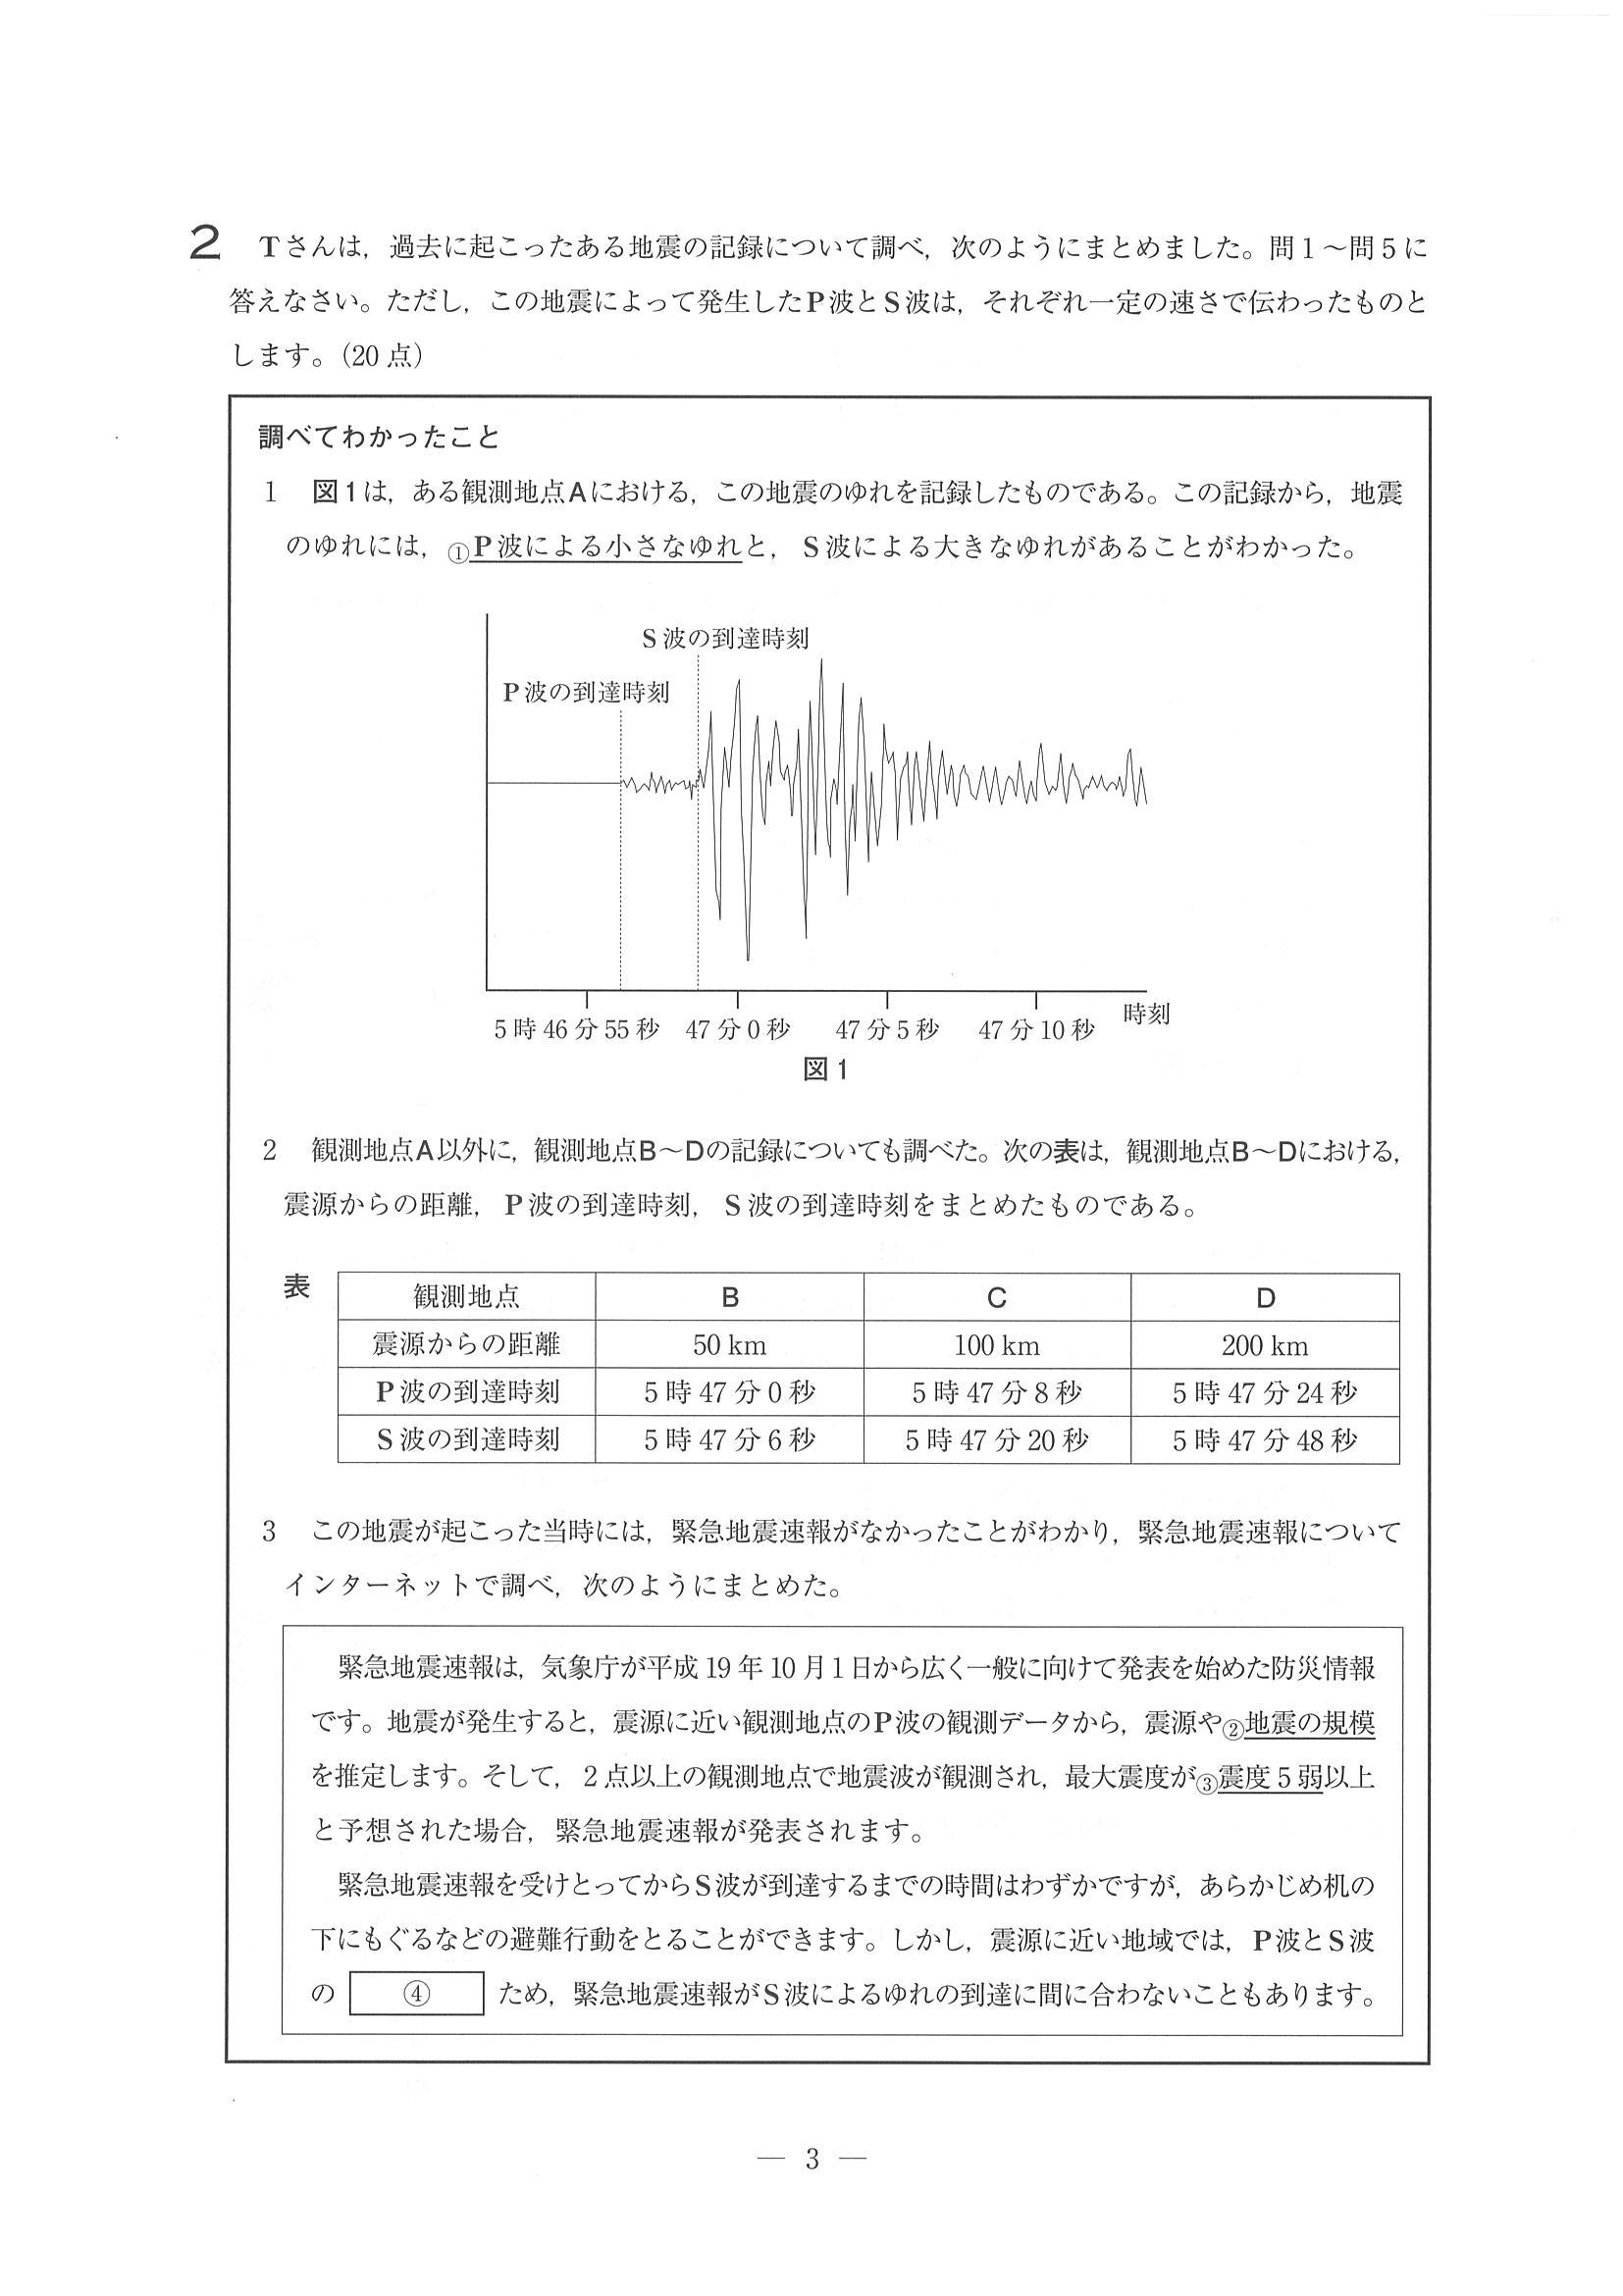 2 Tさんは，過去に起こったある地震の記録について調べ，次のようにまとめました。問1～問5に
答えなさい。ただし，この地震によって発生したP波とS波は，それぞれ一定の速さで伝わったものと
します。（20点）
調べてわかったこと
1 図1は，ある観測地点Aにおける，この地震のゆれを記録したものである。この記録から，地震
のゆれには，①P波による小さなゆれと，S波による大きなゆれがあることがわかった。
S波の到達時刻
P波の到達時刻
5時46分55秒 47分0秒 47分5秒 47分10秒 時刻
図1
2 観測地点A以外に，観測地点B～Dの記録についても調べた。次の表は，観測地点B～Dにおける，
震源からの距離，P波の到達時刻，S波の到達時刻をまとめたものである。
表
観測地点 B C D
震源からの距離 50 km 100 km 200 km
P波の到達時刻 5時47分0秒 5時47分8秒 5時47分24秒
S波の到達時刻 5時47分6秒 5時47分20秒 5時47分48秒
3 この地震が起こった当時には，緊急地震速報がなかったことがわかり，緊急地震速報について
インターネットで調べ，次のようにまとめた。
緊急地震速報は，気象庁が平成19年10月1日から広く一般に向けて発表を始めた防災情報
です。地震が発生すると，震源に近い観測地点のP波の観測データから，震源や②地震の規模
を推定します。そして，2点以上の観測地点で地震波が観測され，最大震度が③震度5弱以上
と予想された場合，緊急地震速報が発表されます。
緊急地震速報を受けとってからS波が到達するまでの時間はわずかですが，あらかじめ机の
下にもぐるなどの避難行動をとることができます。しかし，震源に近い地域では，P波とS波
の ④ ため，緊急地震速報がS波によるゆれの到達に間に合わないこともあります。
— 3 —